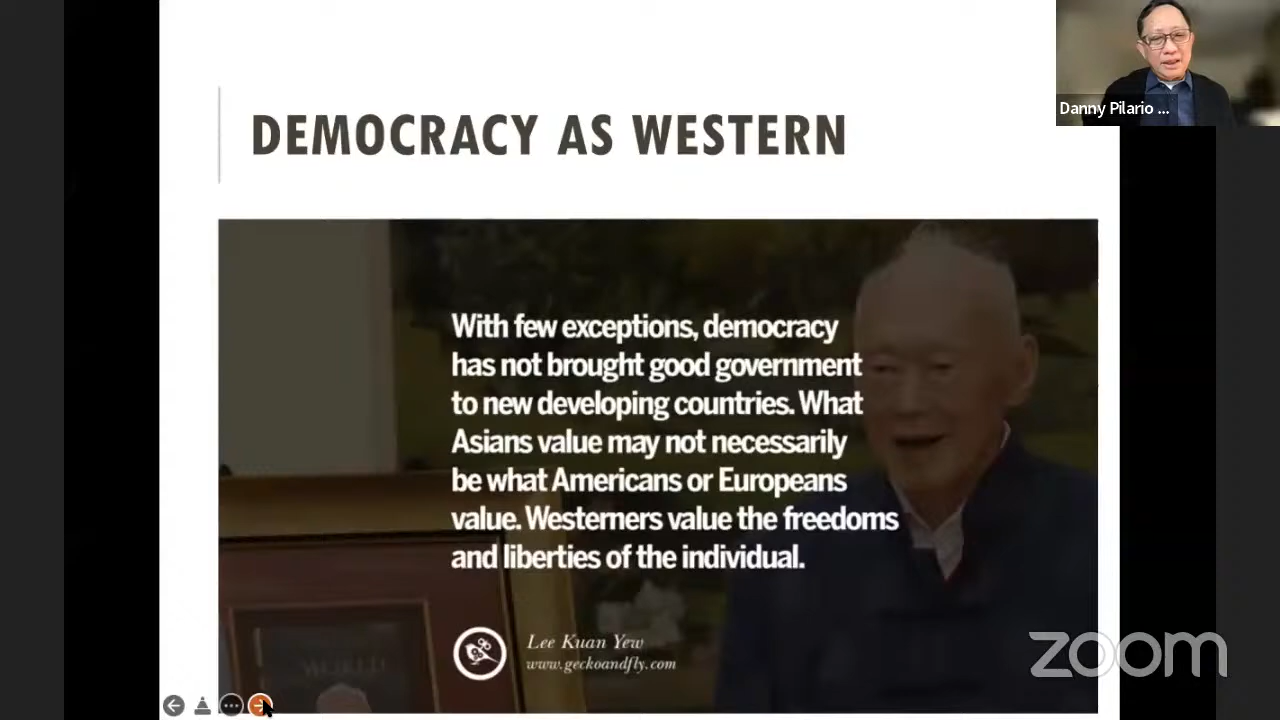 DEMOCRACY AS WESTERN
Danny Pilario ...
With few exceptions, democracy
has not brought good government
to new developing countries. What
Asians value may not necessarily
be what Americans or Europeans
value. Westerners value the freedoms
and liberties of the individual.
Lee Kuan Yew
www.geckoandfly.com
WORLD
zoom